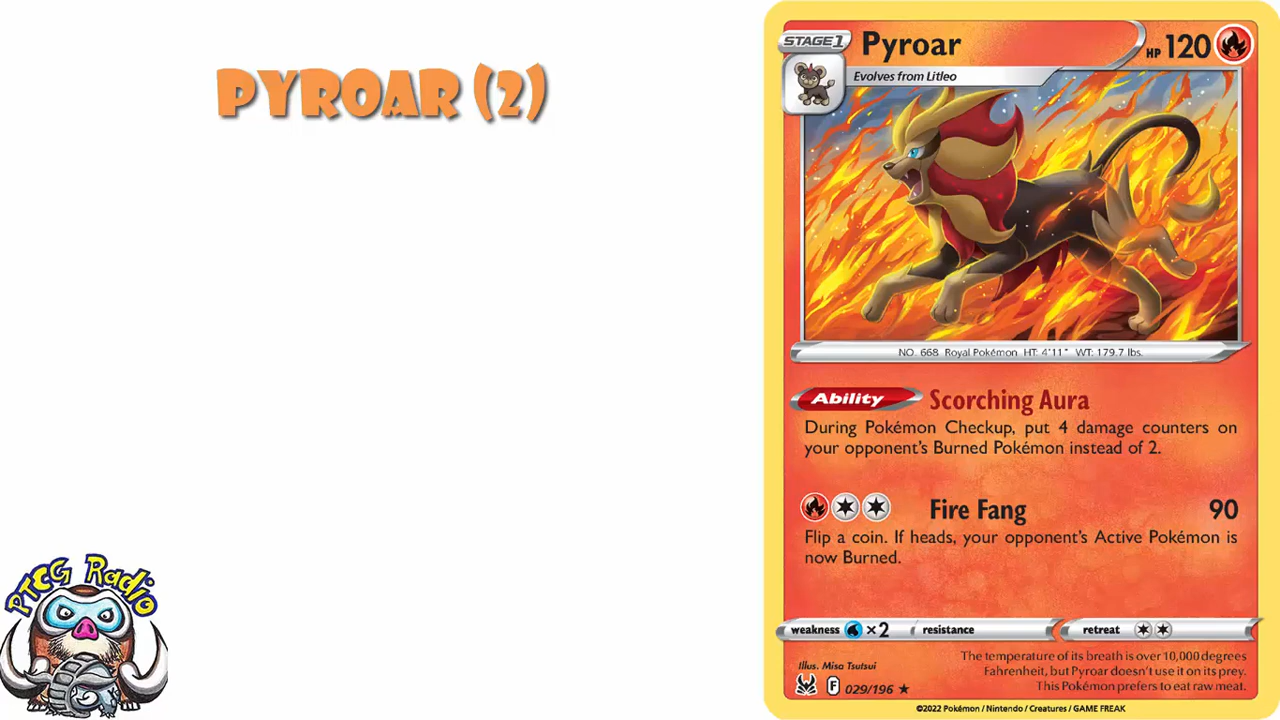 PYROAR (2)
STAGE 1
Pyroar
HP 120
Evolves from Litleo
NO. 668 Royal Pokémon HT: 4'11" WT: 179.7 lbs.
Ability Scorching Aura
During Pokémon Checkup, put 4 damage counters on
your opponent's Burned Pokémon instead of 2.
Fire Fang 90
Flip a coin. If heads, your opponent's Active Pokémon is
now Burned.
weakness ×2 resistance retreat
Illus. Misa Tsutsui
F 029/196 ★
The temperature of its breath is over 10,000 degrees
Fahrenheit, but Pyroar doesn't use it on its prey.
This Pokémon prefers to eat raw meat.
©2022 Pokémon / Nintendo / Creatures / GAME FREAK
PTCG Radio